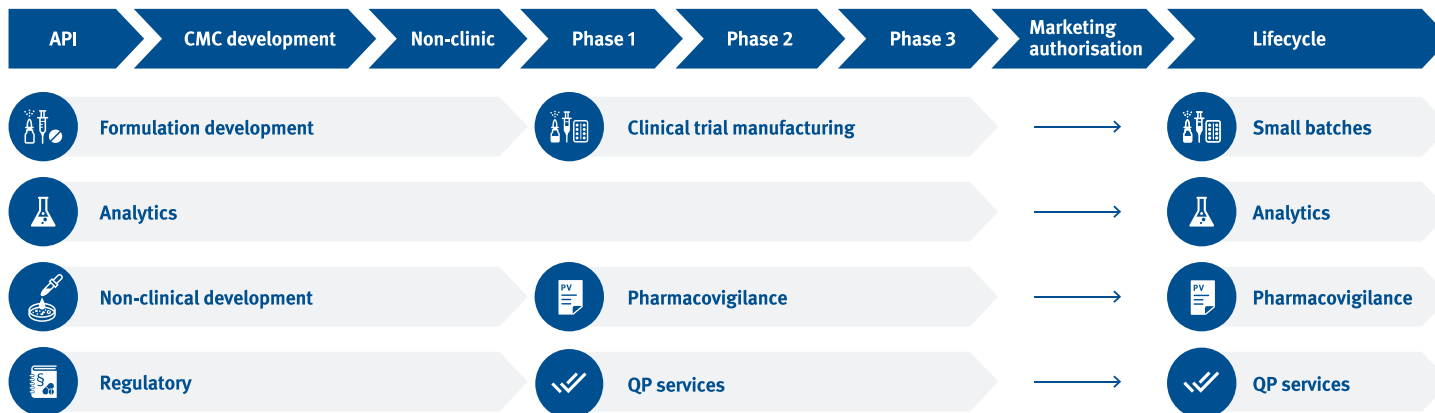 API
CMC development
Non-clinic
Phase 1
Phase 2
Phase 3
Marketing
authorisation
Lifecycle
Formulation development
Clinical trial manufacturing
Small batches
Analytics
Analytics
Non-clinical development
PV
Pharmacovigilance
PV
Pharmacovigilance
§
Regulatory
QP services
QP services